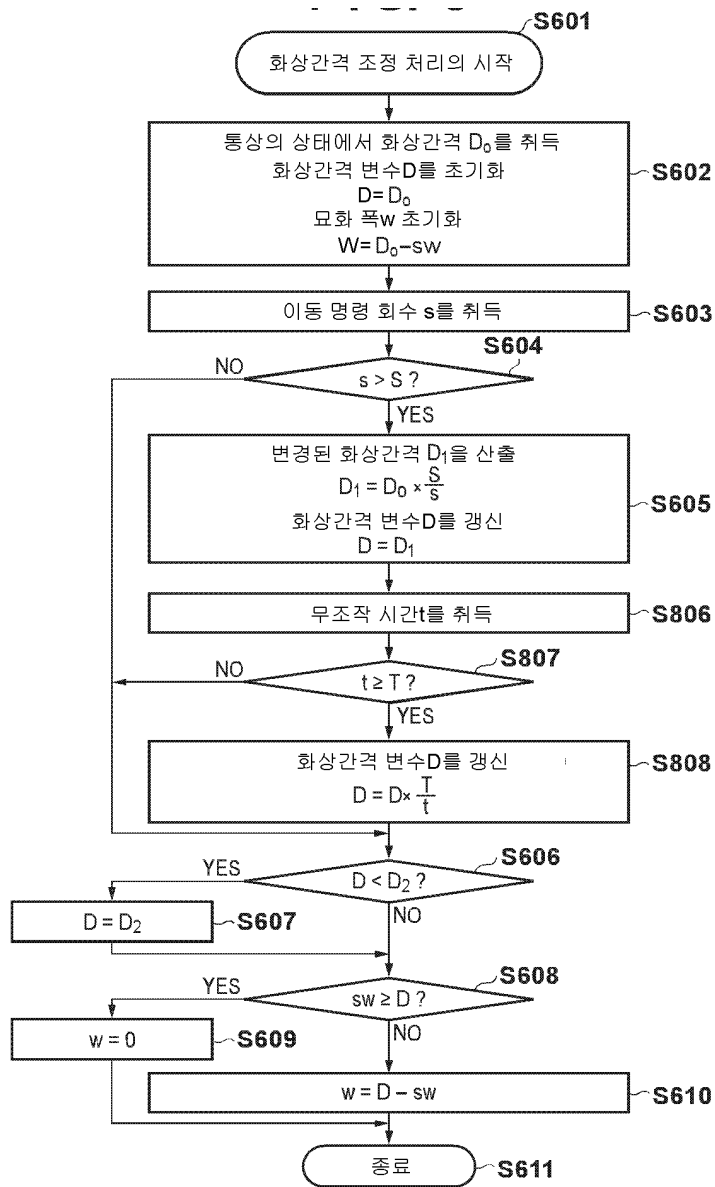 S601
화상간격 조정 처리의 시작
통상의 상태에서 화상간격 D₀를 취득
화상간격 변수D를 초기화
D= D₀
묘화 폭w 초기화
W= D₀–sw
S602
이동 명령 회수 s를 취득
S603
S604
NO
s > S ?
YES
변경된 화상간격 D₁을 산출
D₁ = D₀ × S/s
화상간격 변수D를 갱신
D = D₁
S605
무조작 시간t를 취득
S806
S807
NO
t ≥ T ?
YES
화상간격 변수D를 갱신
D = D× T/t
S808
S606
YES
D < D₂ ?
NO
D = D₂
S607
S608
YES
sw ≥ D ?
NO
w = 0
S609
w = D – sw
S610
종료
S611